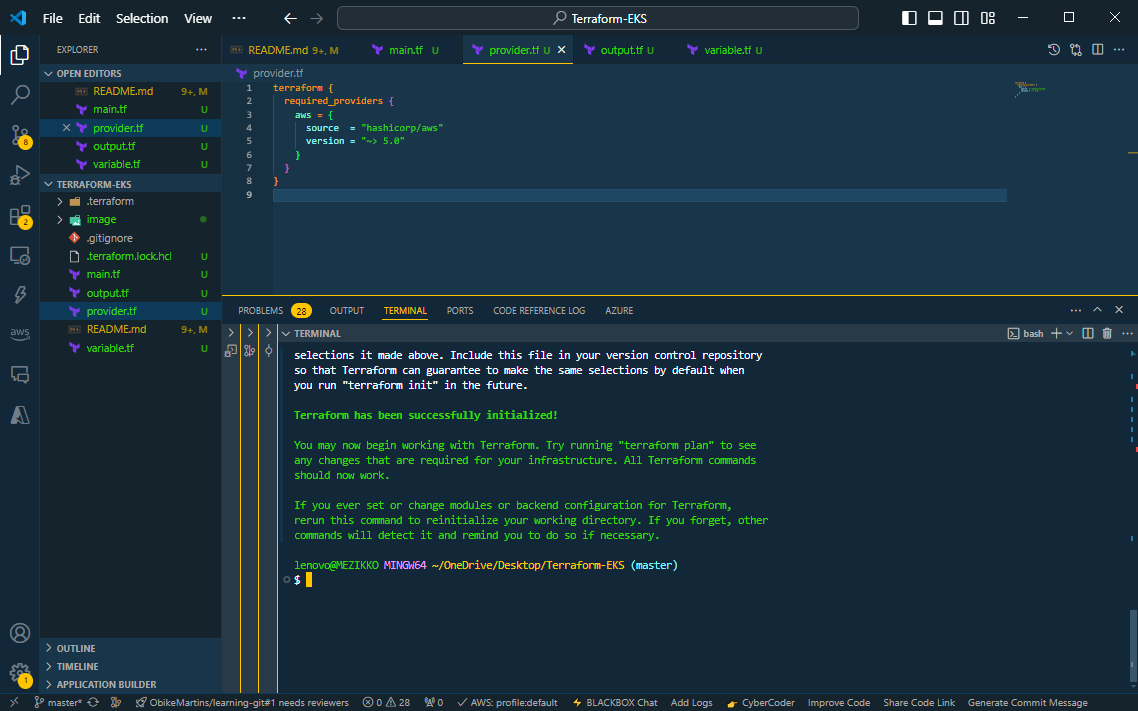 File Edit Selection View ··· Terraform-EKS
EXPLORER ···
OPEN EDITORS
README.md 9+, M
main.tf U
provider.tf U
output.tf U
variable.tf U
TERRAFORM-EKS
.terraform
image
.gitignore
.terraform.lock.hcl U
main.tf U
output.tf U
provider.tf U
README.md 9+, M
variable.tf U
OUTLINE
TIMELINE
APPLICATION BUILDER
8
2
aws
1
README.md 9+, M main.tf U provider.tf U output.tf U variable.tf U
provider.tf
1 terraform {
2 required_providers {
3 aws = {
4 source = "hashicorp/aws"
5 version = "~> 5.0"
6 }
7 }
8 }
9
PROBLEMS 28 OUTPUT TERMINAL PORTS CODE REFERENCE LOG AZURE
TERMINAL bash
selections it made above. Include this file in your version control repository
so that Terraform can guarantee to make the same selections by default when
you run "terraform init" in the future.
Terraform has been successfully initialized!
You may now begin working with Terraform. Try running "terraform plan" to see
any changes that are required for your infrastructure. All Terraform commands
should now work.
If you ever set or change modules or backend configuration for Terraform,
rerun this command to reinitialize your working directory. If you forget, other
commands will detect it and remind you to do so if necessary.
lenovo@MEZIKKO MINGW64 ~/OneDrive/Desktop/Terraform-EKS (master)
$
master* ObikeMartins/learning-git#1 needs reviewers 0 28 0 AWS: profile:default BLACKBOX Chat Add Logs CyberCoder Improve Code Share Code Link Generate Commit Message